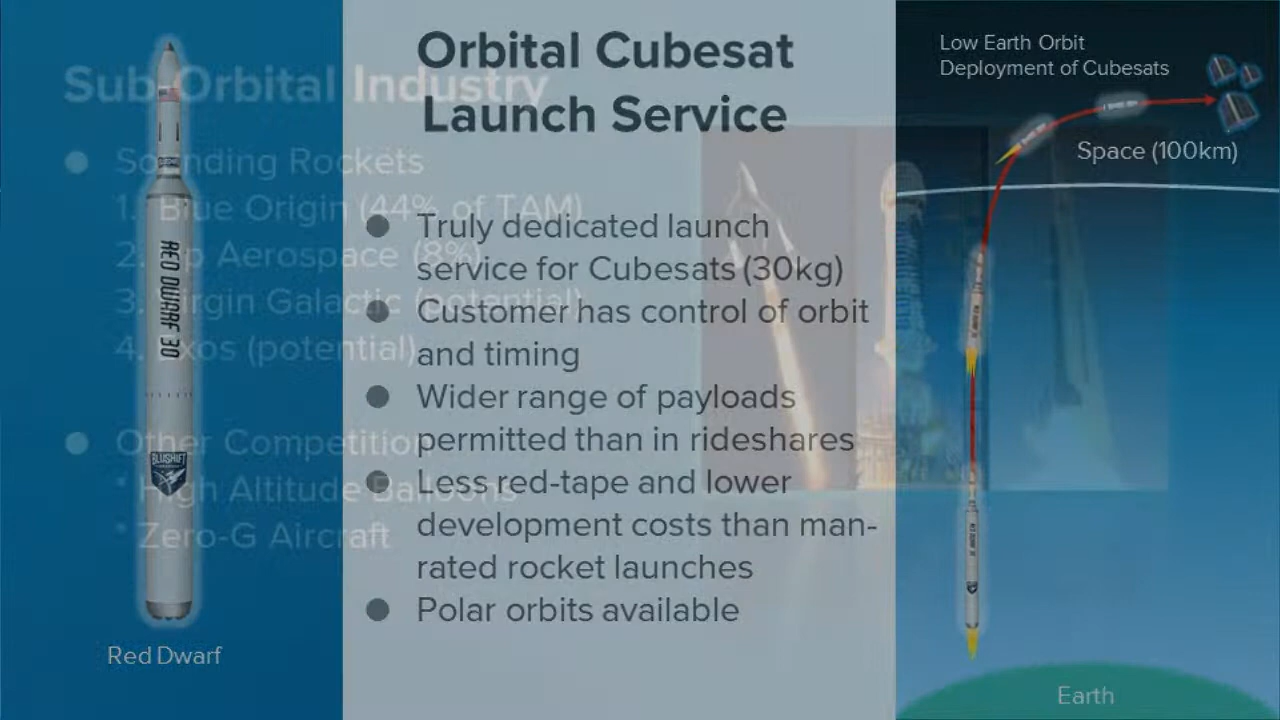 Orbital Cubesat
Launch Service
● Truly dedicated launch
service for Cubesats (30kg)
● Customer has control of orbit
and timing
● Wider range of payloads
permitted than in rideshares
● Less red-tape and lower
development costs than man-
rated rocket launches
● Polar orbits available
Sub-Orbital Industry
● Sounding Rockets
1. Blue Origin (44% of TAM)
2. Up Aerospace (8%)
3. Virgin Galactic (potential)
4. Exos (potential)
● Other Competition
* High Altitude Balloons
* Zero-G Aircraft
RED DWARF 30
BLUSHIFT
Red Dwarf
Low Earth Orbit
Deployment of Cubesats
Space (100km)
Earth